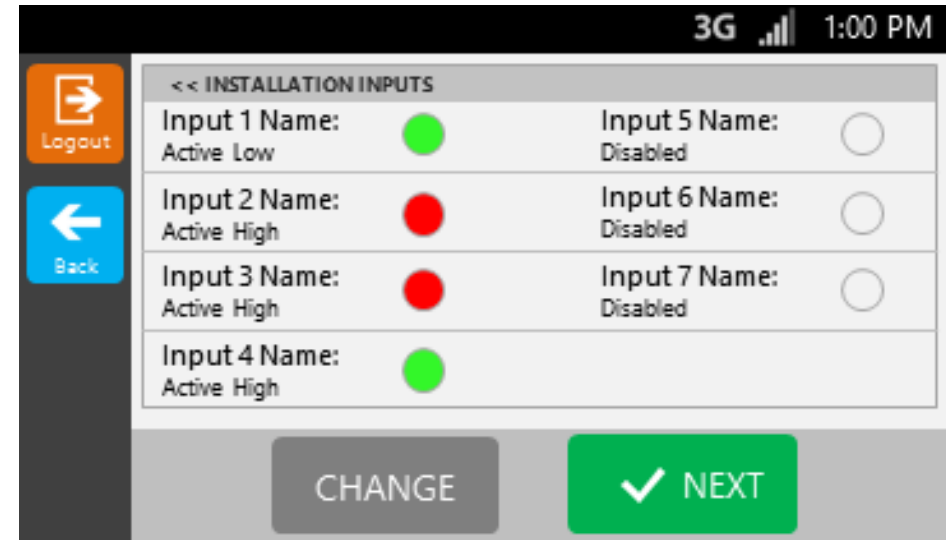 3G 1:00 PM
Logout
Back
<< INSTALLATION INPUTS
Input 1 Name:
Active Low
Input 2 Name:
Active High
Input 3 Name:
Active High
Input 4 Name:
Active High
Input 5 Name:
Disabled
Input 6 Name:
Disabled
Input 7 Name:
Disabled
CHANGE
NEXT